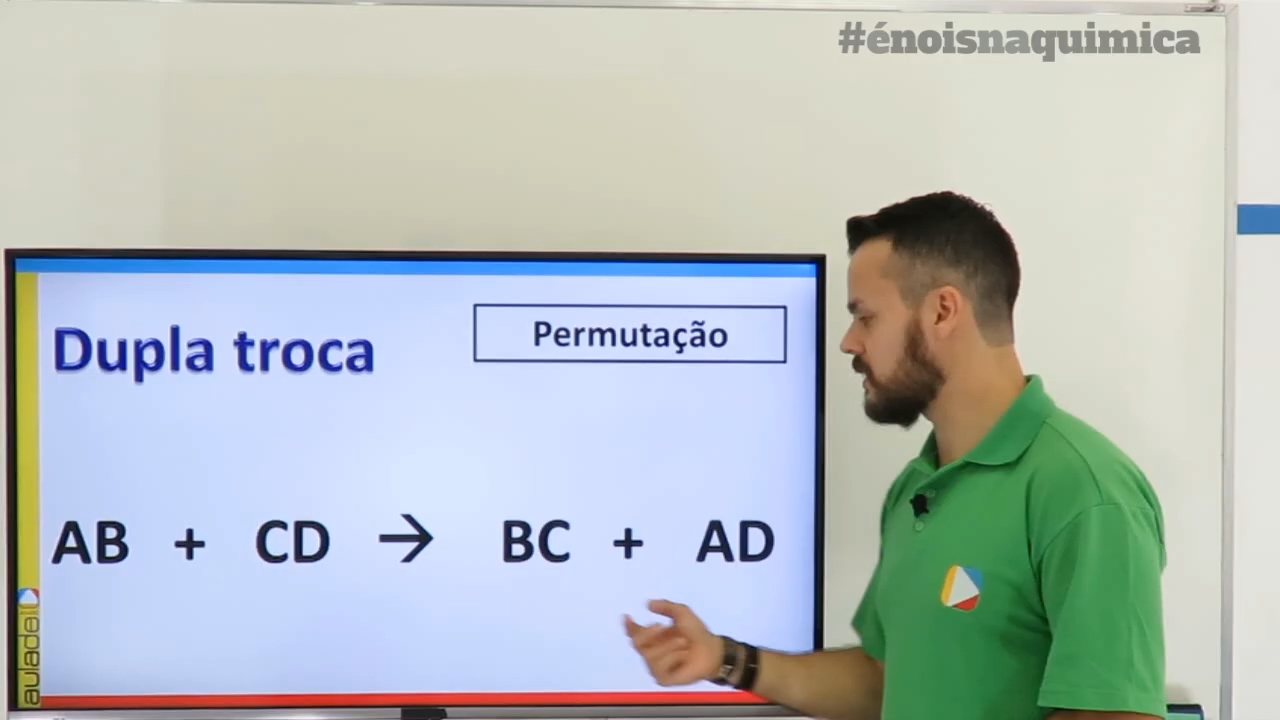 #énoisnaquimica
Dupla troca
Permutação
AB + CD → BC + AD
auladei